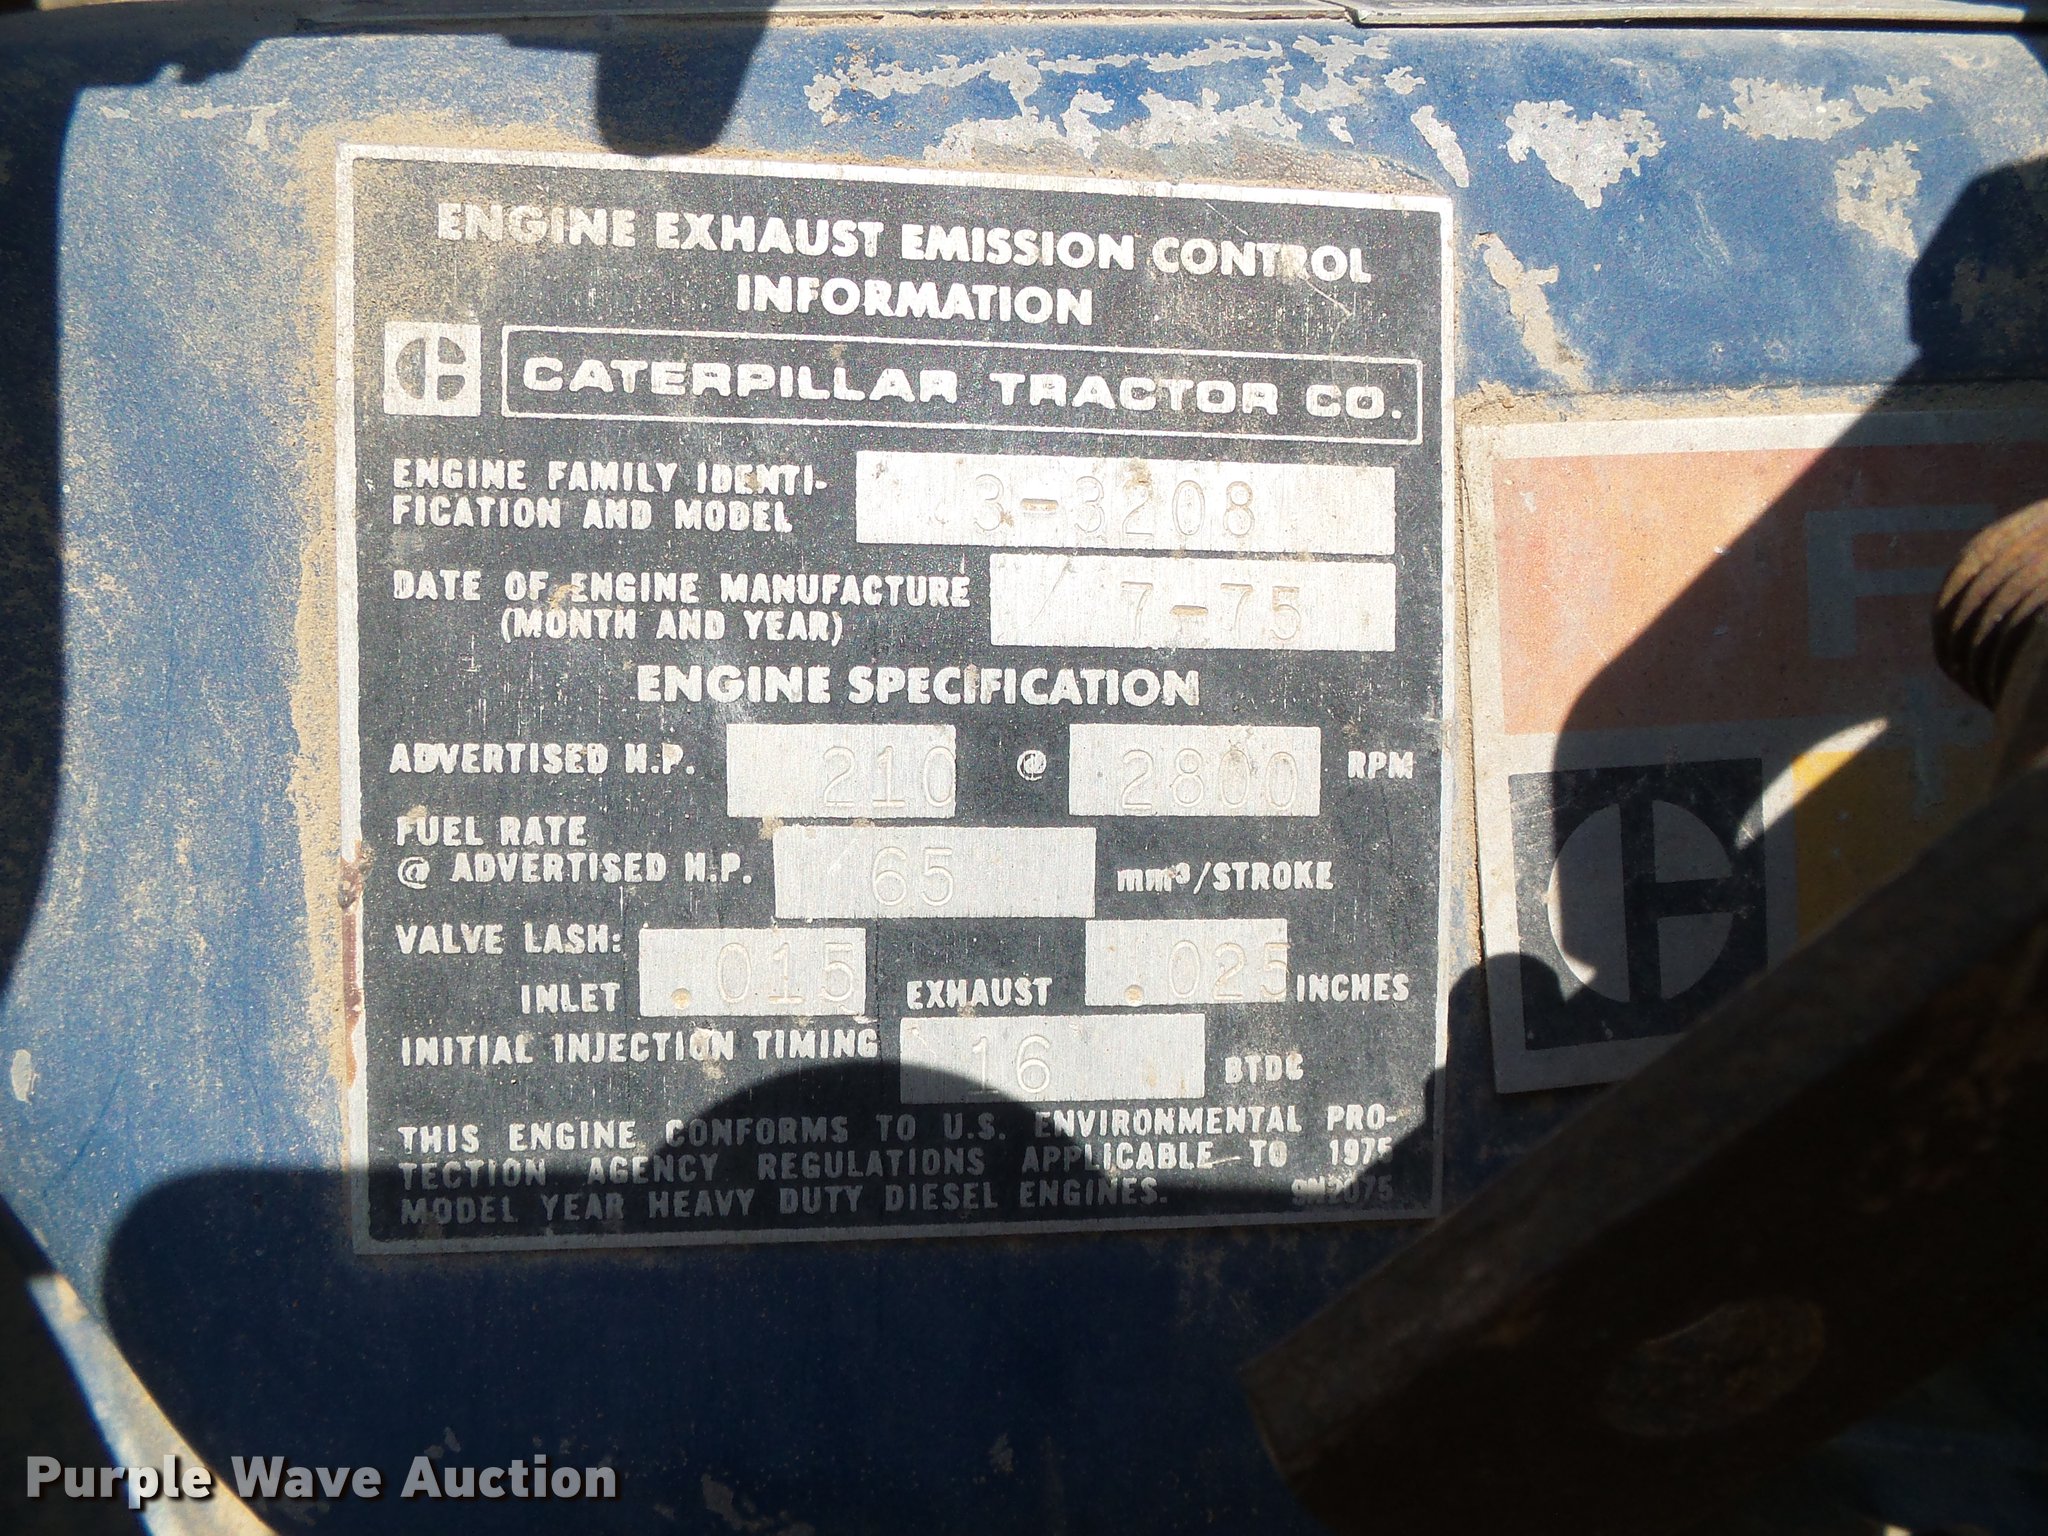 ENGINE EXHAUST EMISSION CONTROL
INFORMATION
CATERPILLAR TRACTOR CO.
ENGINE FAMILY IDENTI-
FICATION AND MODEL 3-3208
DATE OF ENGINE MANUFACTURE
(MONTH AND YEAR) 7-75
ENGINE SPECIFICATION
ADVERTISED H.P. 210 @ 2800 RPM
FUEL RATE
@ ADVERTISED H.P. 65 mm³/STROKE
VALVE LASH:
INLET .015 EXHAUST .025 INCHES
INITIAL INJECTION TIMING 16 BTDC
THIS ENGINE CONFORMS TO U.S. ENVIRONMENTAL PRO-
TECTION AGENCY REGULATIONS APPLICABLE TO 1975
MODEL YEAR HEAVY DUTY DIESEL ENGINES. 9N2075
Purple Wave Auction